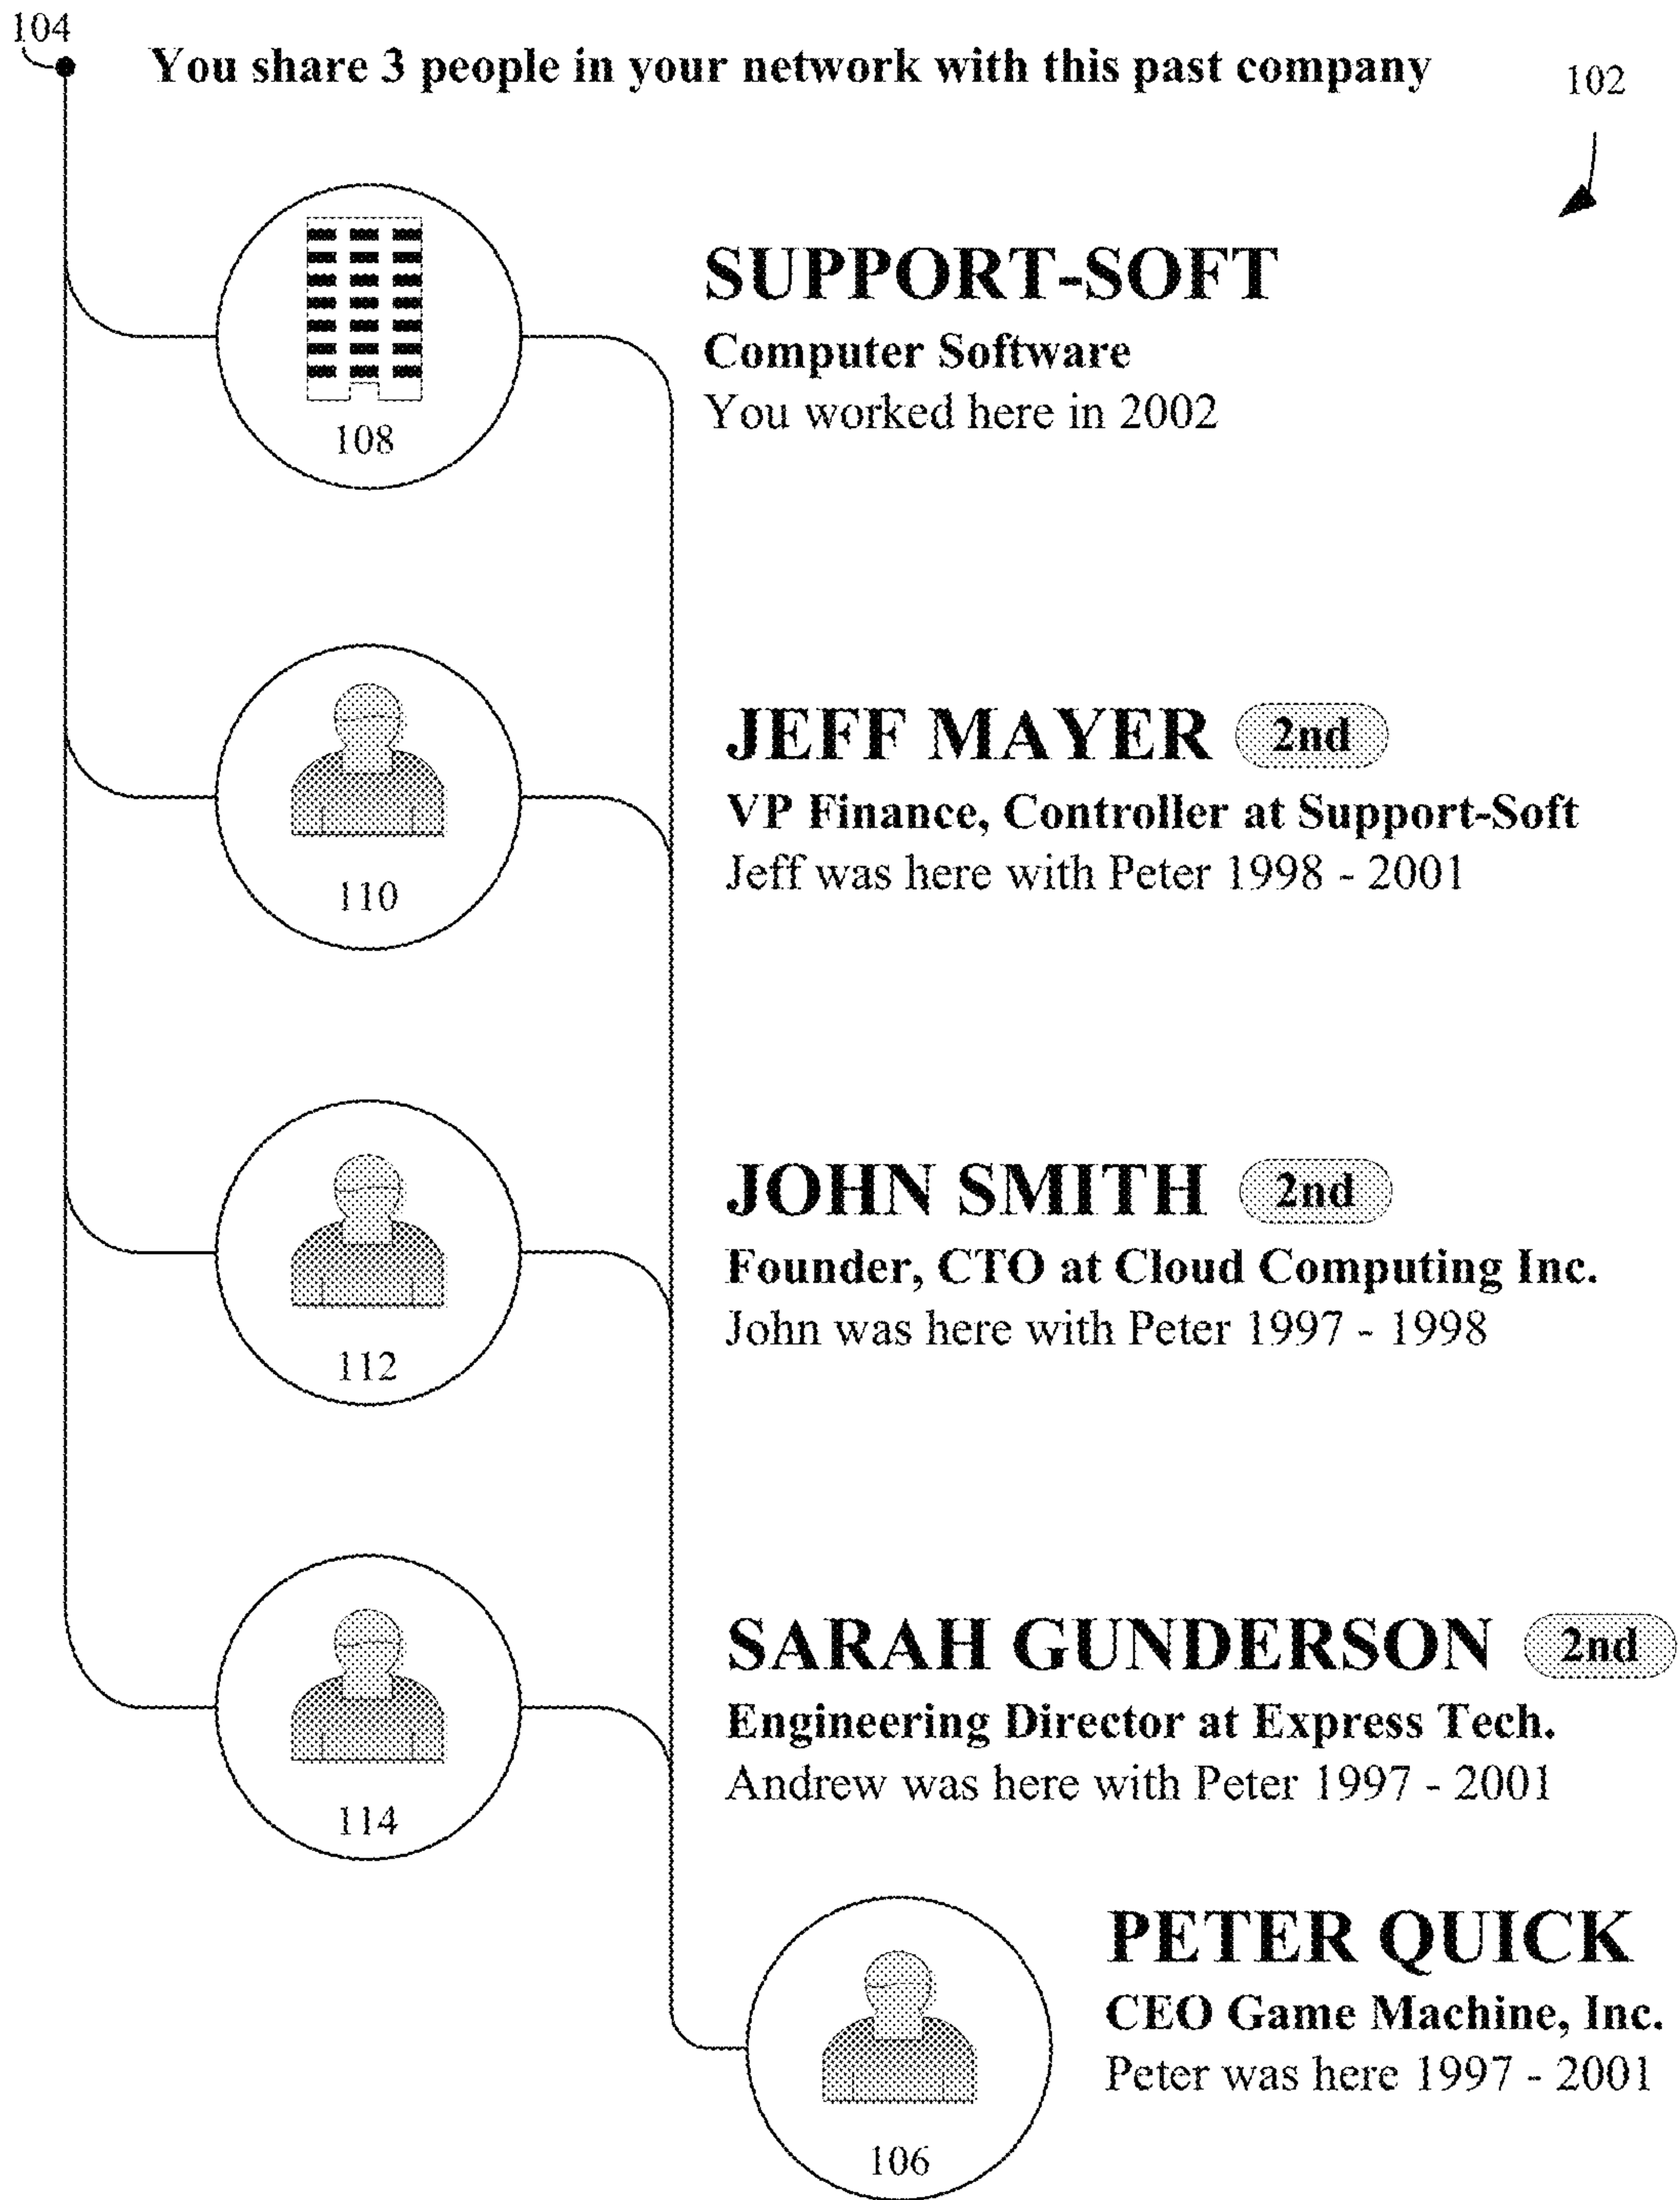 104
You share 3 people in your network with this past company
102
SUPPORT-SOFT
Computer Software
You worked here in 2002
108
JEFF MAYER 2nd
VP Finance, Controller at Support-Soft
Jeff was here with Peter 1998 - 2001
110
JOHN SMITH 2nd
Founder, CTO at Cloud Computing Inc.
John was here with Peter 1997 - 1998
112
SARAH GUNDERSON 2nd
Engineering Director at Express Tech.
Andrew was here with Peter 1997 - 2001
114
PETER QUICK
CEO Game Machine, Inc.
Peter was here 1997 - 2001
106